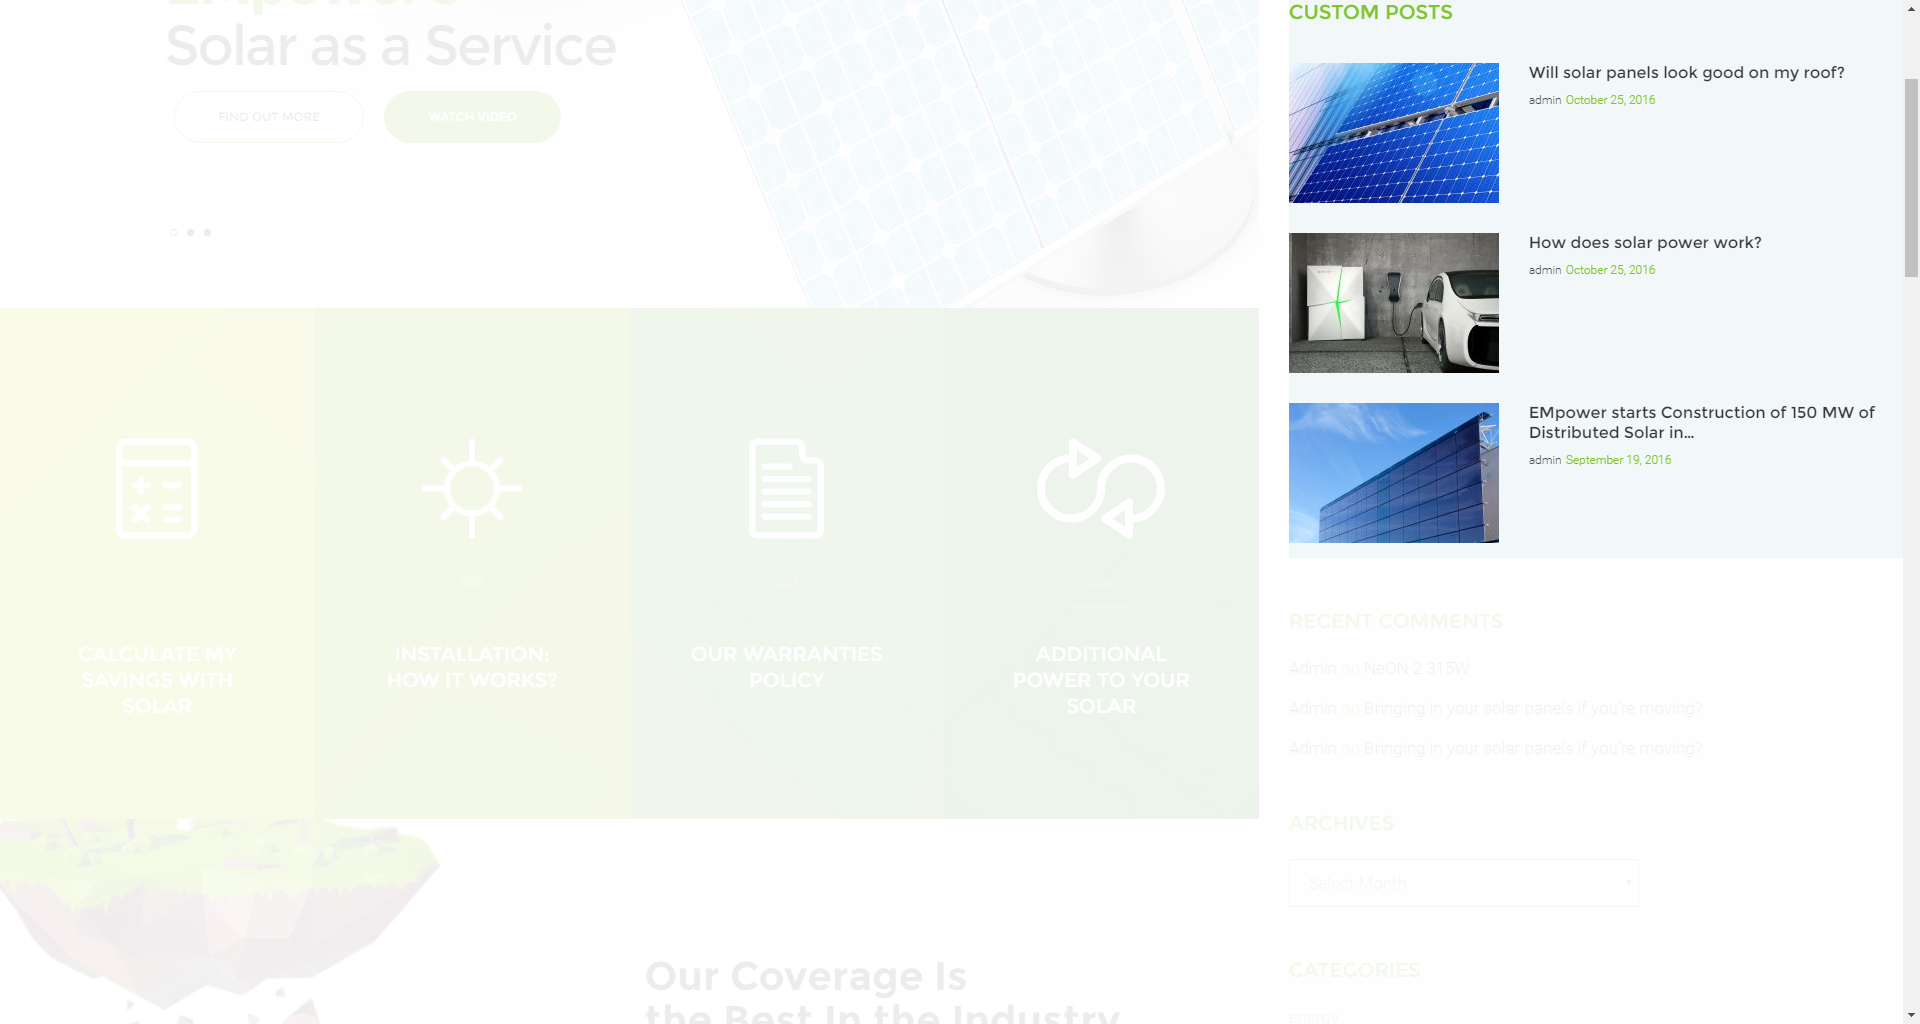 Solar as a Service
FIND OUT MORE
WATCH VIDEO
CALCULATE MY
SAVINGS WITH
SOLAR
002
INSTALLATION:
HOW IT WORKS?
003
OUR WARRANTIES
POLICY
004
ADDITIONAL
POWER TO YOUR
SOLAR
Our Coverage Is
the Best In the Industry
CUSTOM POSTS
Will solar panels look good on my roof?
admin October 25, 2016
How does solar power work?
admin October 25, 2016
EMpower starts Construction of 150 MW of
Distributed Solar in...
admin September 19, 2016
RECENT COMMENTS
Admin on NeON 2 315W
Admin on Bringing in your solar panels if you're moving?
Admin on Bringing in your solar panels if you're moving?
ARCHIVES
Select Month
CATEGORIES
energy